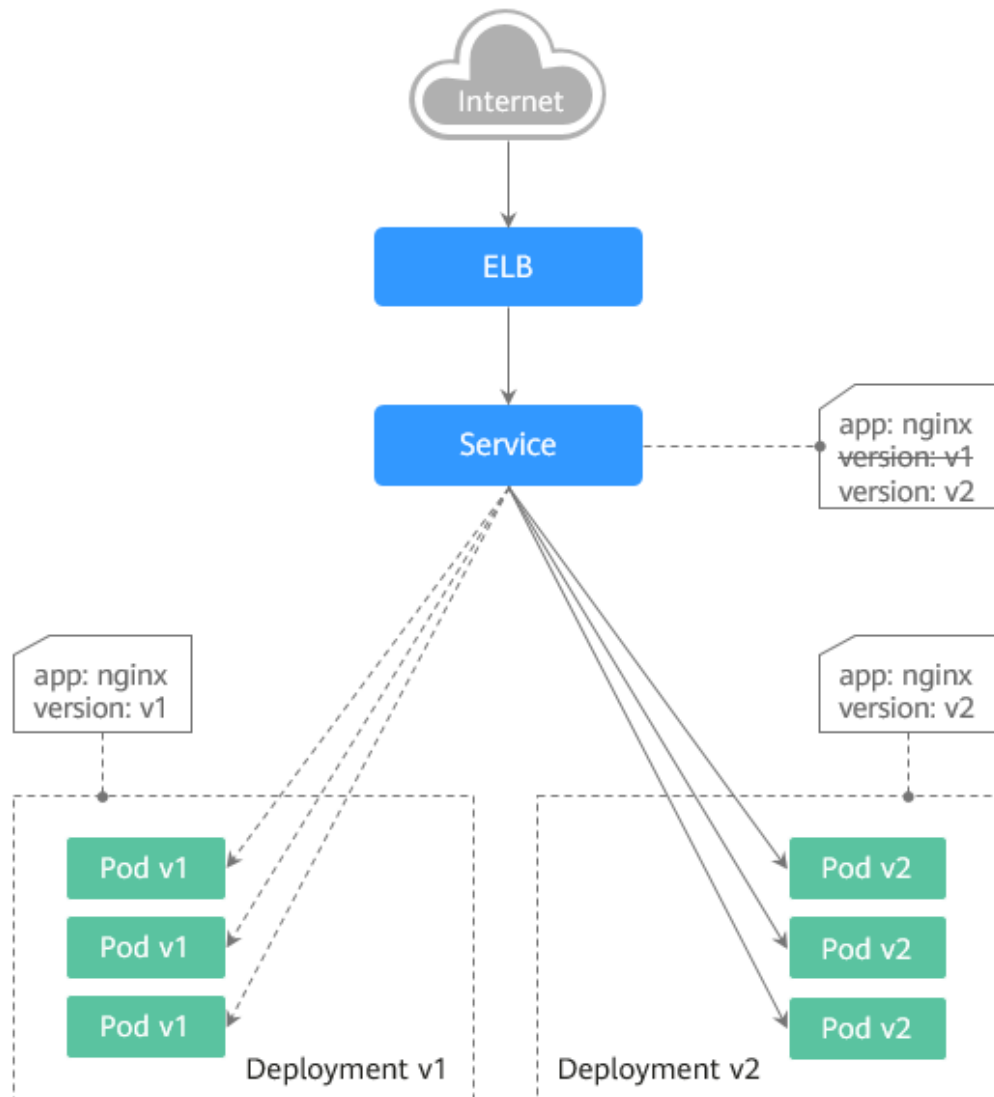 Internet
ELB
Service
app: nginx
version: v1
version: v2
app: nginx
version: v1
app: nginx
version: v2
Pod v1
Pod v1
Pod v1
Deployment v1
Pod v2
Pod v2
Pod v2
Deployment v2